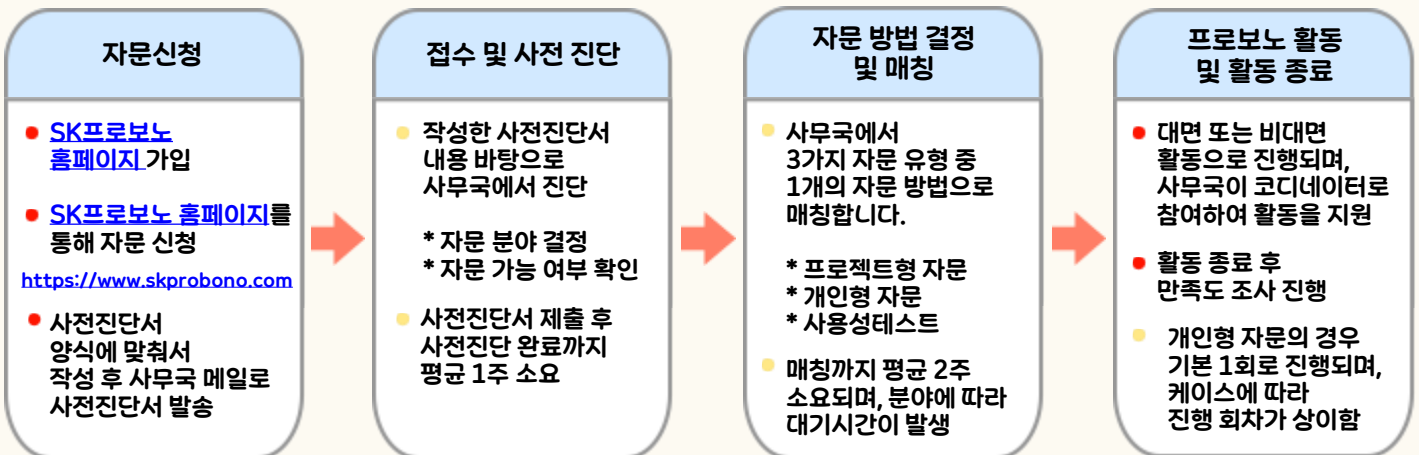 자문신청
• SK프로보노
홈페이지 가입
• SK프로보노 홈페이지를
통해 자문 신청
https://www.skprobono.com
• 사전진단서
양식에 맞춰서
작성 후 사무국 메일로
사전진단서 발송
접수 및 사전 진단
• 작성한 사전진단서
내용 바탕으로
사무국에서 진단
* 자문 분야 결정
* 자문 가능 여부 확인
• 사전진단서 제출 후
사전진단 완료까지
평균 1주 소요
자문 방법 결정
및 매칭
• 사무국에서
3가지 자문 유형 중
1개의 자문 방법으로
매칭합니다.
* 프로젝트형 자문
* 개인형 자문
* 사용성테스트
• 매칭까지 평균 2주
소요되며, 분야에 따라
대기시간이 발생
프로보노 활동
및 활동 종료
• 대면 또는 비대면
활동으로 진행되며,
사무국이 코디네이터로
참여하여 활동을 지원
• 활동 종료 후
만족도 조사 진행
• 개인형 자문의 경우
기본 1회로 진행되며,
케이스에 따라
진행 회차가 상이함